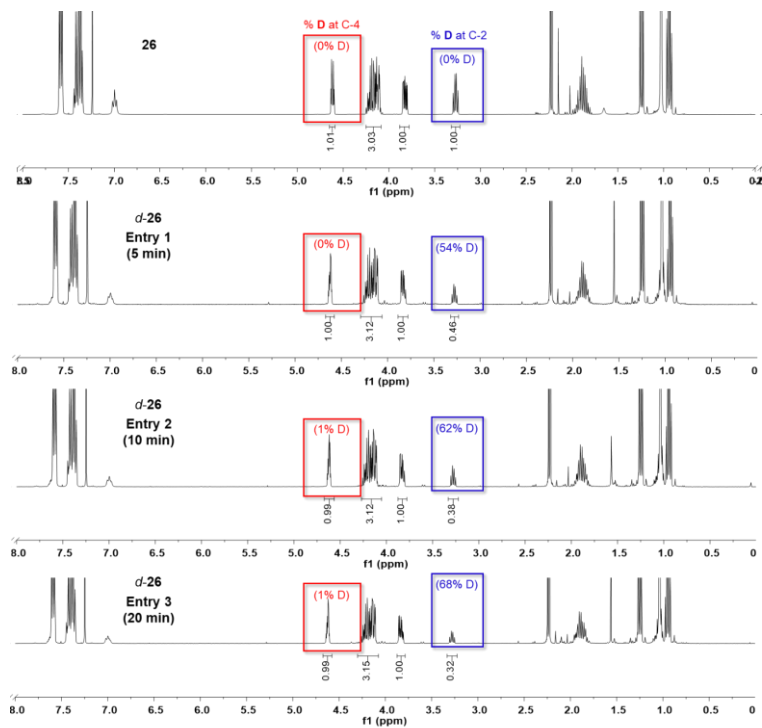 % D at C-4
% D at C-2
26
(0% D)
(0% D)
1.01
3.03
1.00
1.00
7.5 7.0 6.5 6.0 5.5 5.0 4.5 4.0 3.5 3.0 2.5 2.0 1.5 1.0 0.5
f1 (ppm)
d-26
Entry 1
(5 min)
(0% D)
(54% D)
1.00
3.12
1.00
0.46
8.0 7.5 7.0 6.5 6.0 5.5 5.0 4.5 4.0 3.5 3.0 2.5 2.0 1.5 1.0 0.5 0
f1 (ppm)
d-26
Entry 2
(10 min)
(1% D)
(62% D)
0.99
3.12
1.00
0.38
8.0 7.5 7.0 6.5 6.0 5.5 5.0 4.5 4.0 3.5 3.0 2.5 2.0 1.5 1.0 0.5 0
f1 (ppm)
d-26
Entry 3
(20 min)
(1% D)
(68% D)
0.99
3.15
1.00
0.32
8.0 7.5 7.0 6.5 6.0 5.5 5.0 4.5 4.0 3.5 3.0 2.5 2.0 1.5 1.0 0.5 0
f1 (ppm)